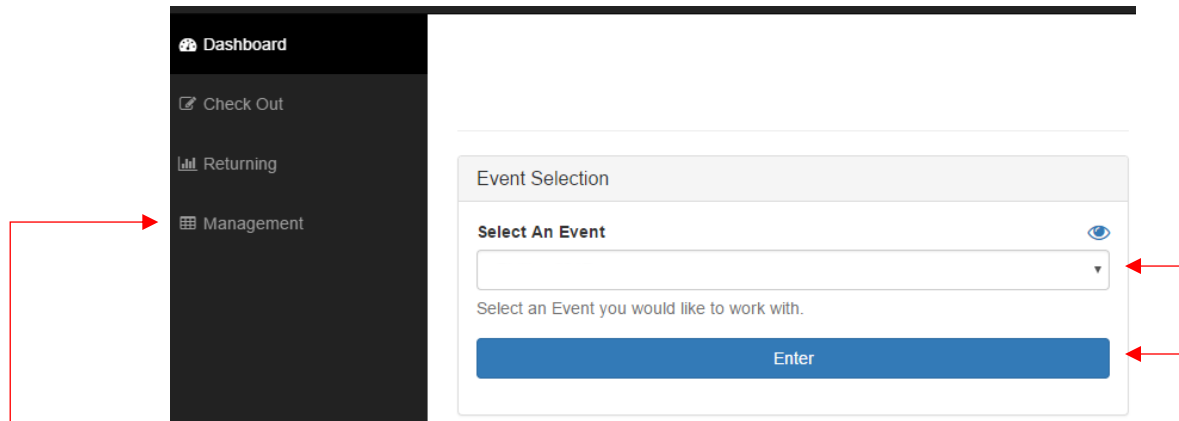 Dashboard
Check Out
Returning
Management
Event Selection
Select An Event
Select an Event you would like to work with.
Enter